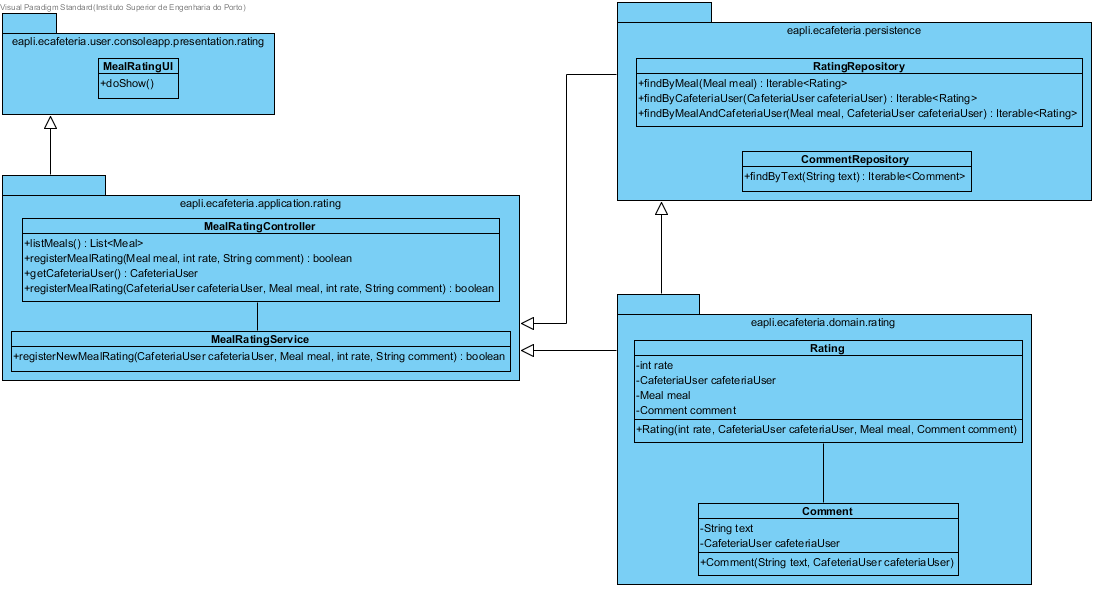 Visual Paradigm Standard(Instituto Superior de Engenharia do Porto)
eapli.ecafeteria.user.consoleapp.presentation.rating
MealRatingUI
+doShow()
eapli.ecafeteria.application.rating
MealRatingController
+listMeals() : List<Meal>
+registerMealRating(Meal meal, int rate, String comment) : boolean
+getCafeteriaUser() : CafeteriaUser
+registerMealRating(CafeteriaUser cafeteriaUser, Meal meal, int rate, String comment) : boolean
MealRatingService
+registerNewMealRating(CafeteriaUser cafeteriaUser, Meal meal, int rate, String comment) : boolean
eapli.ecafeteria.persistence
RatingRepository
+findByMeal(Meal meal) : Iterable<Rating>
+findByCafeteriaUser(CafeteriaUser cafeteriaUser) : Iterable<Rating>
+findByMealAndCafeteriaUser(Meal meal, CafeteriaUser cafeteriaUser) : Iterable<Rating>
CommentRepository
+findByText(String text) : Iterable<Comment>
eapli.ecafeteria.domain.rating
Rating
-int rate
-CafeteriaUser cafeteriaUser
-Meal meal
-Comment comment
+Rating(int rate, CafeteriaUser cafeteriaUser, Meal meal, Comment comment)
Comment
-String text
-CafeteriaUser cafeteriaUser
+Comment(String text, CafeteriaUser cafeteriaUser)